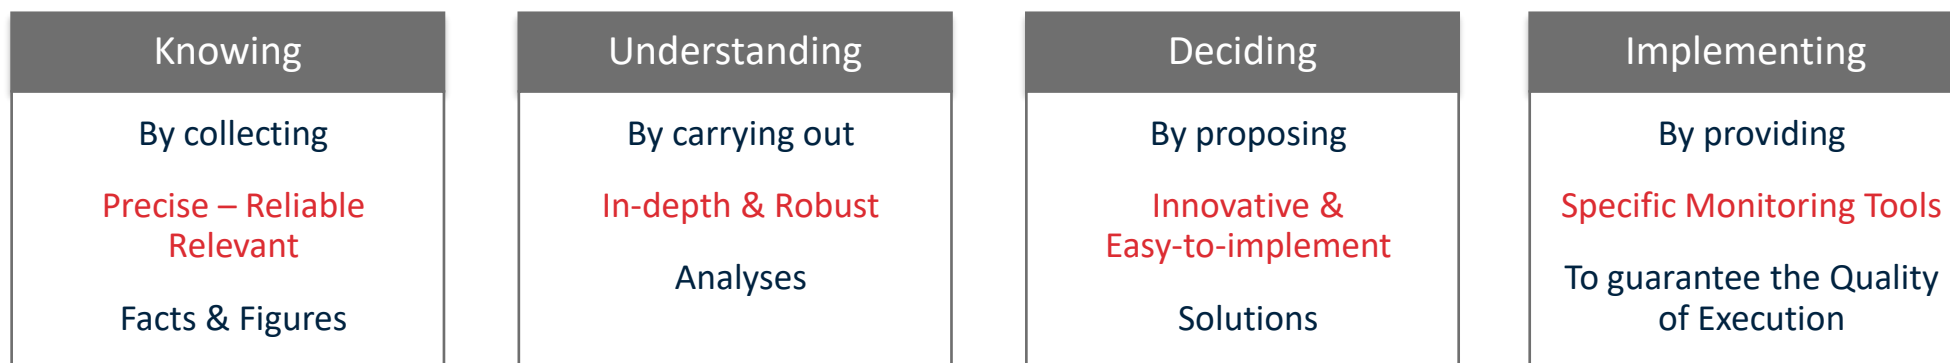 Knowing
By collecting
Precise – Reliable
Relevant
Facts & Figures
Understanding
By carrying out
In-depth & Robust
Analyses
Deciding
By proposing
Innovative &
Easy-to-implement
Solutions
Implementing
By providing
Specific Monitoring Tools
To guarantee the Quality
of Execution